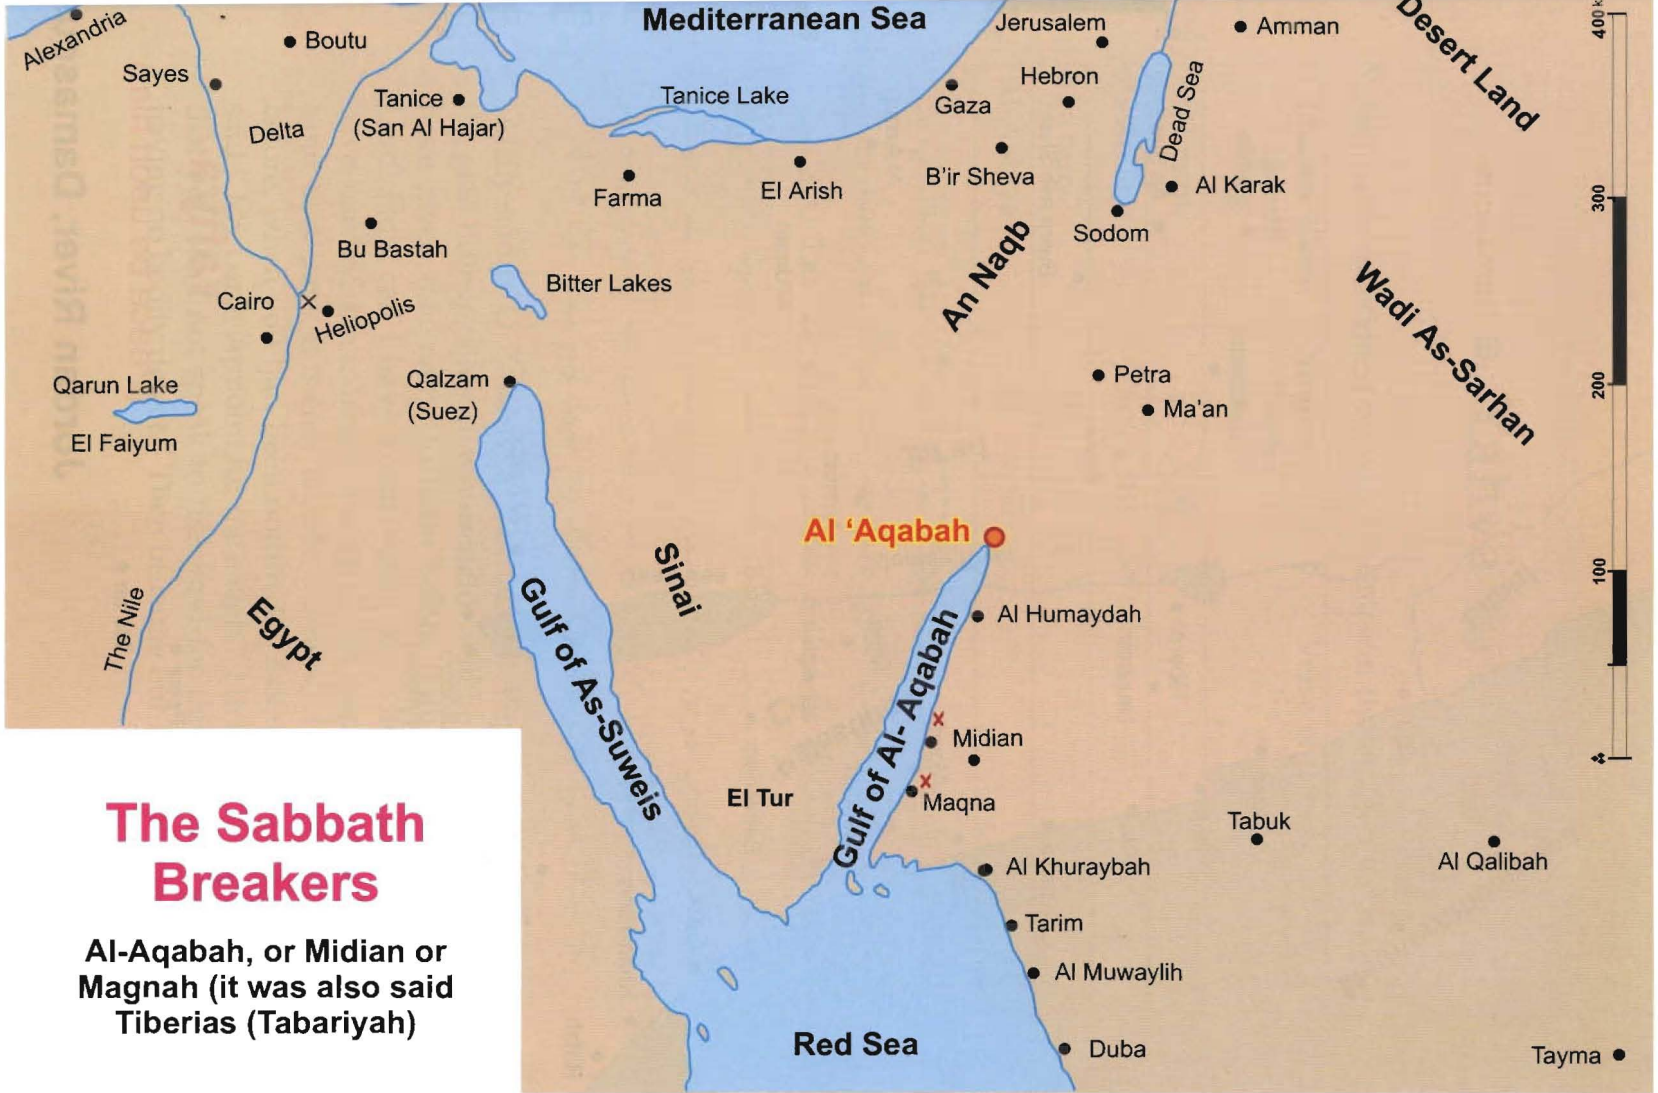 Mediterranean Sea
Alexandria
Boutu
Sayes
Tanice
(San Al Hajar)
Delta
Tanice Lake
Jerusalem
Amman
Hebron
Gaza
Dead Sea
Desert Land
400 k
Farma
El Arish
B'ir Sheva
Al Karak
300
Sodom
Bu Bastah
An Naqb
Bitter Lakes
Cairo
Heliopolis
Wadi As-Sarhan
Qarun Lake
El Faiyum
Qalzam
(Suez)
Petra
Ma'an
200
Al ‘Aqabah
Sinai
100
The Nile
Egypt
Gulf of As-Suweis
Gulf of Al- Aqabah
Al Humaydah
Midian
El Tur
Maqna
Tabuk
Al Qalibah
Al Khuraybah
Tarim
Al Muwaylih
Red Sea
Duba
Tayma
The Sabbath
Breakers
Al-Aqabah, or Midian or
Magnah (it was also said
Tiberias (Tabariyah)